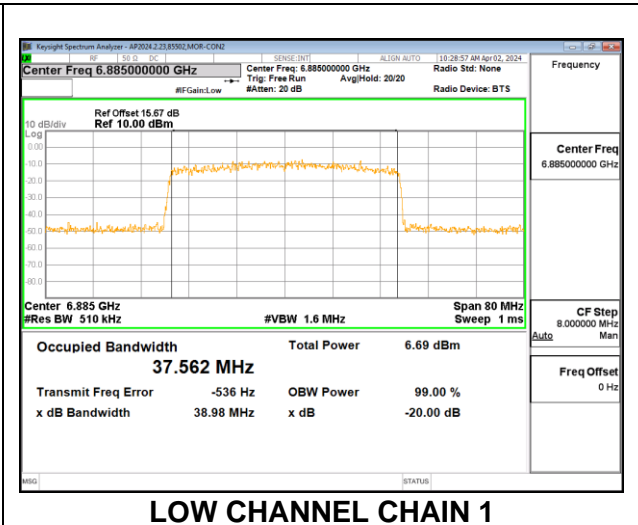 Keysight Spectrum Analyzer - AP2024.2.23,85502,MOR-CON2
RF 50 Ω DC SENSE:INT ALIGN AUTO 10:28:57 AM Apr 02, 2024
Center Freq 6.885000000 GHz
Center Freq: 6.885000000 GHz
Radio Std: None
Trig: Free Run Avg|Hold: 20/20
#IFGain:Low
#Atten: 20 dB
Radio Device: BTS
Frequency
Ref Offset 15.67 dB
10 dB/div
Ref 10.00 dBm
Log
0.00
-10.0
-20.0
-30.0
-40.0
-50.0
-60.0
-70.0
-80.0
Center Freq
6.885000000 GHz
Center 6.885 GHz
Span 80 MHz
#Res BW 510 kHz
#VBW 1.6 MHz
Sweep 1 ms
CF Step
8.000000 MHz
Auto Man
Occupied Bandwidth
37.562 MHz
Total Power 6.69 dBm
Transmit Freq Error -536 Hz
OBW Power 99.00 %
x dB Bandwidth 38.98 MHz
x dB -20.00 dB
Freq Offset
0 Hz
MSG
STATUS
LOW CHANNEL CHAIN 1